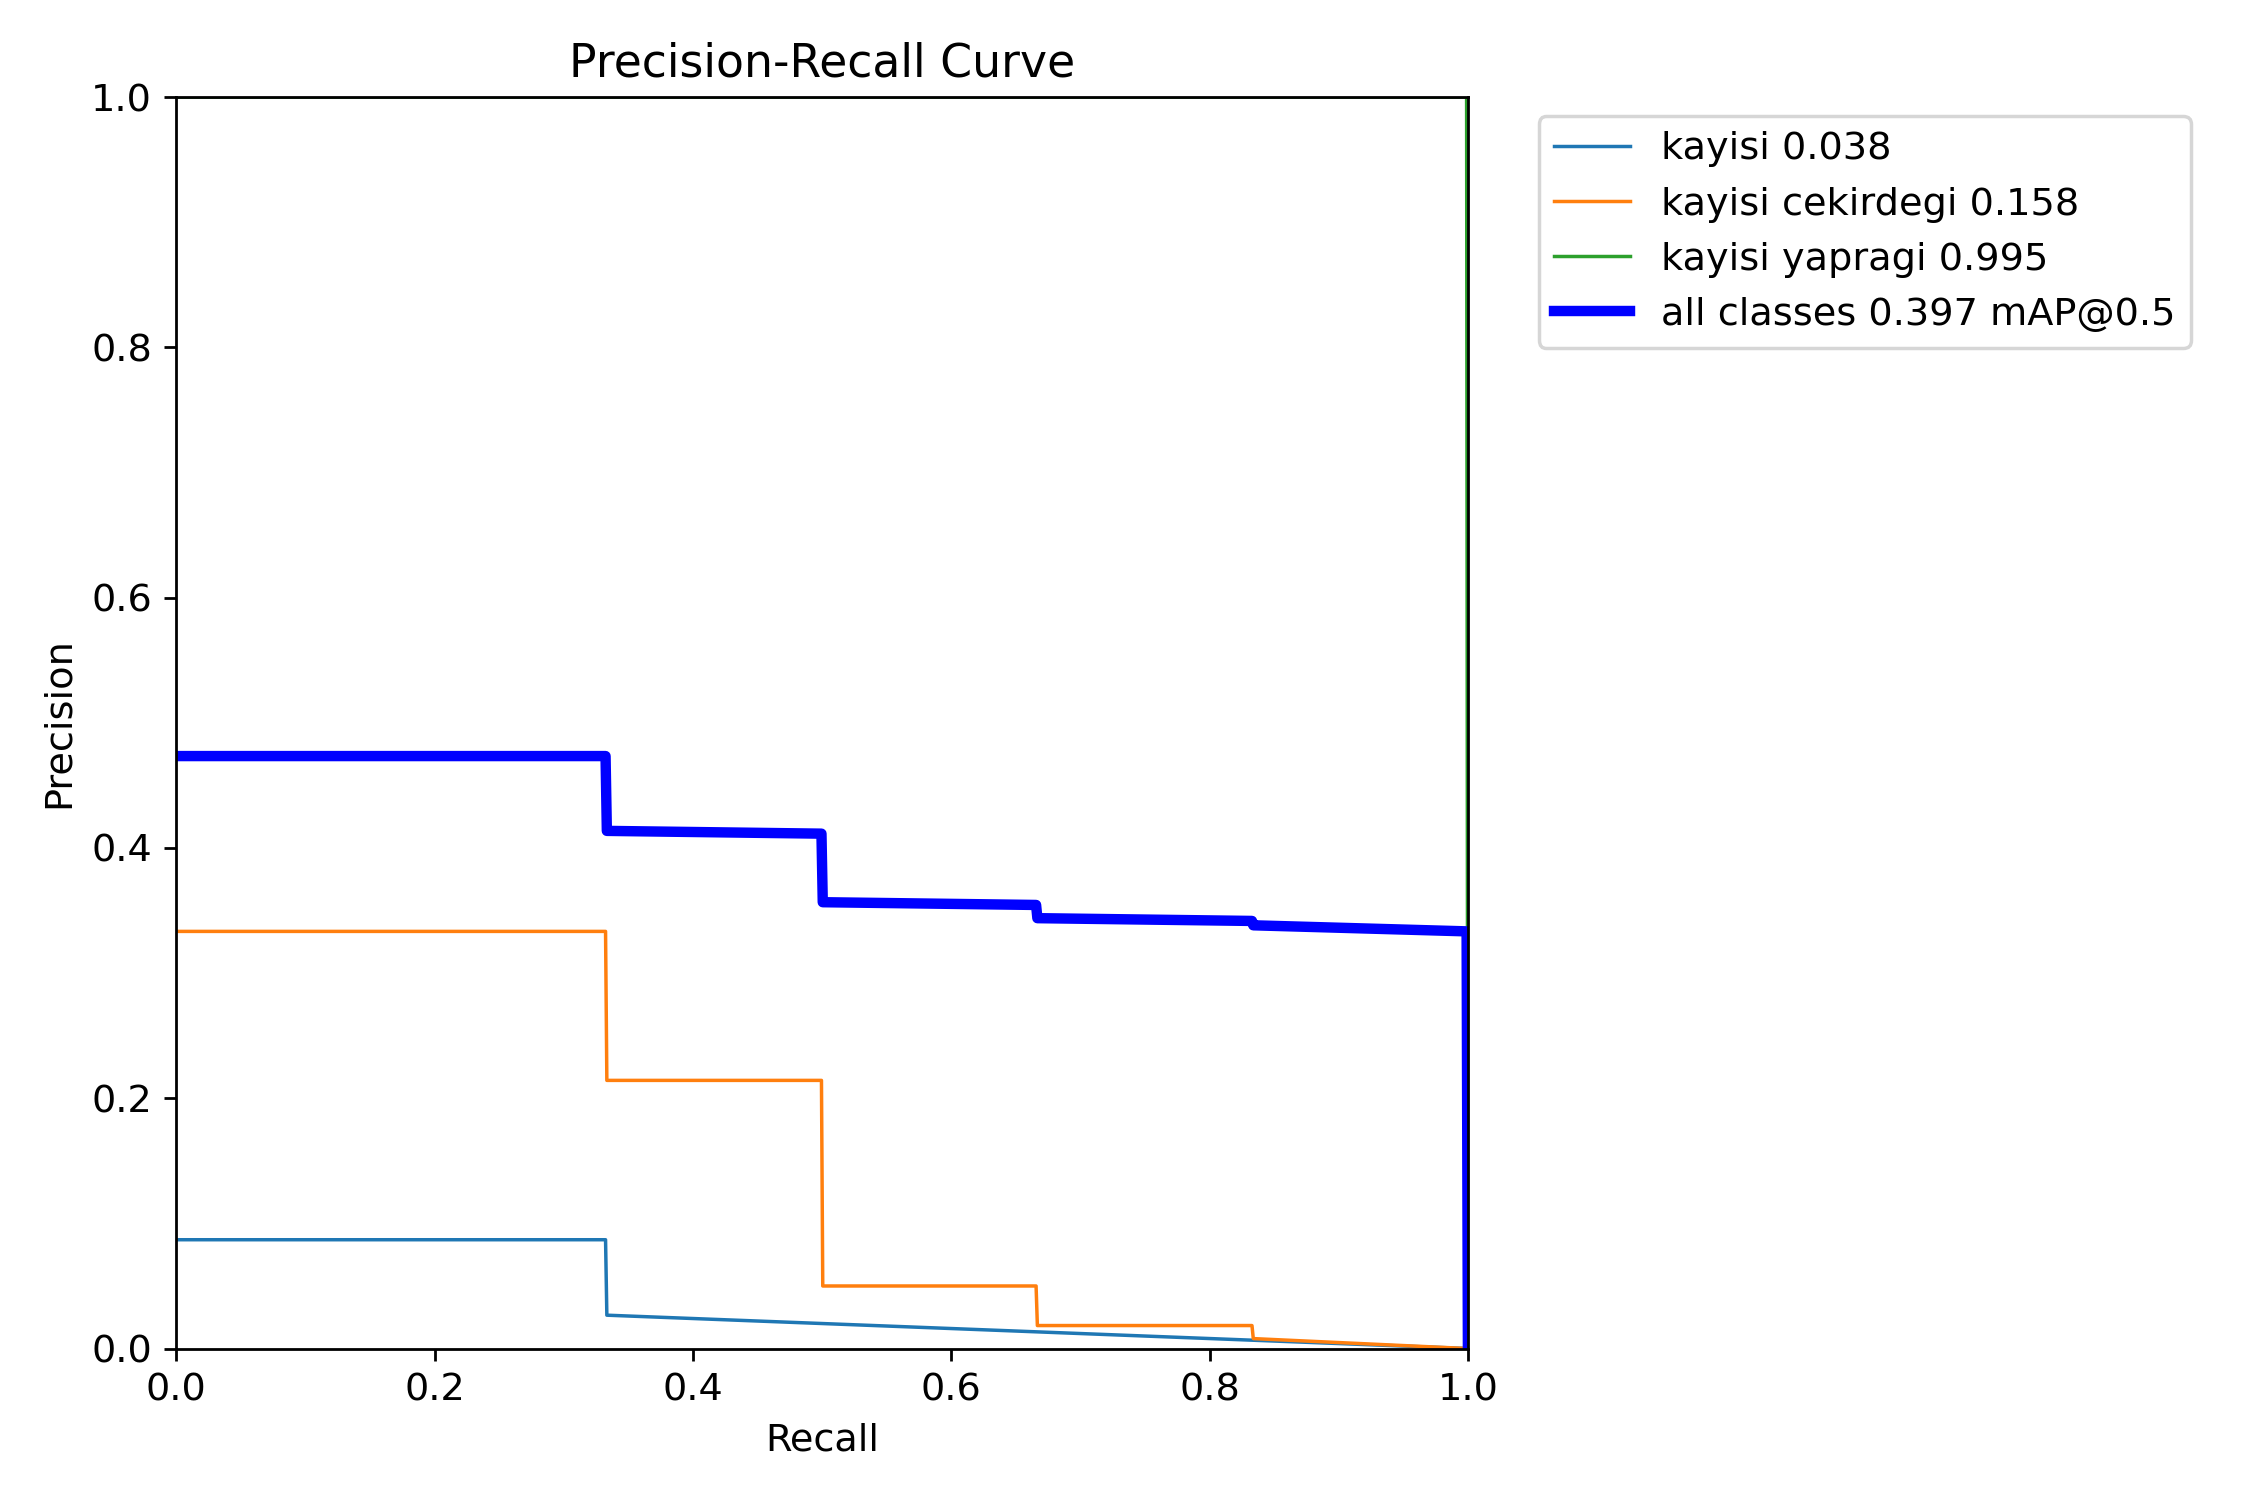 Precision-Recall Curve
1.0
0.8
0.6
0.4
0.2
0.0
Precision
0.0 0.2 0.4 0.6 0.8 1.0
Recall
kayisi 0.038
kayisi cekirdegi 0.158
kayisi yapragi 0.995
all classes 0.397 mAP@0.5